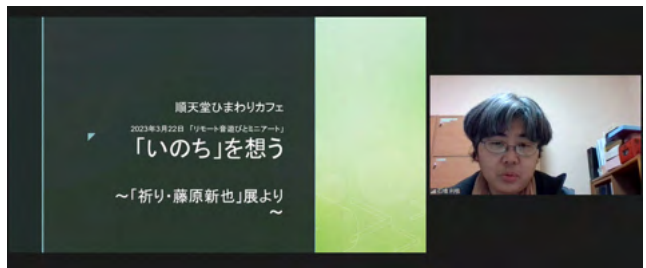 順天堂ひまわりカフェ
2023年3月22日 「リモート音遊びとミニアート」
「いのち」を想う
～「祈り・藤原新也」展より
～